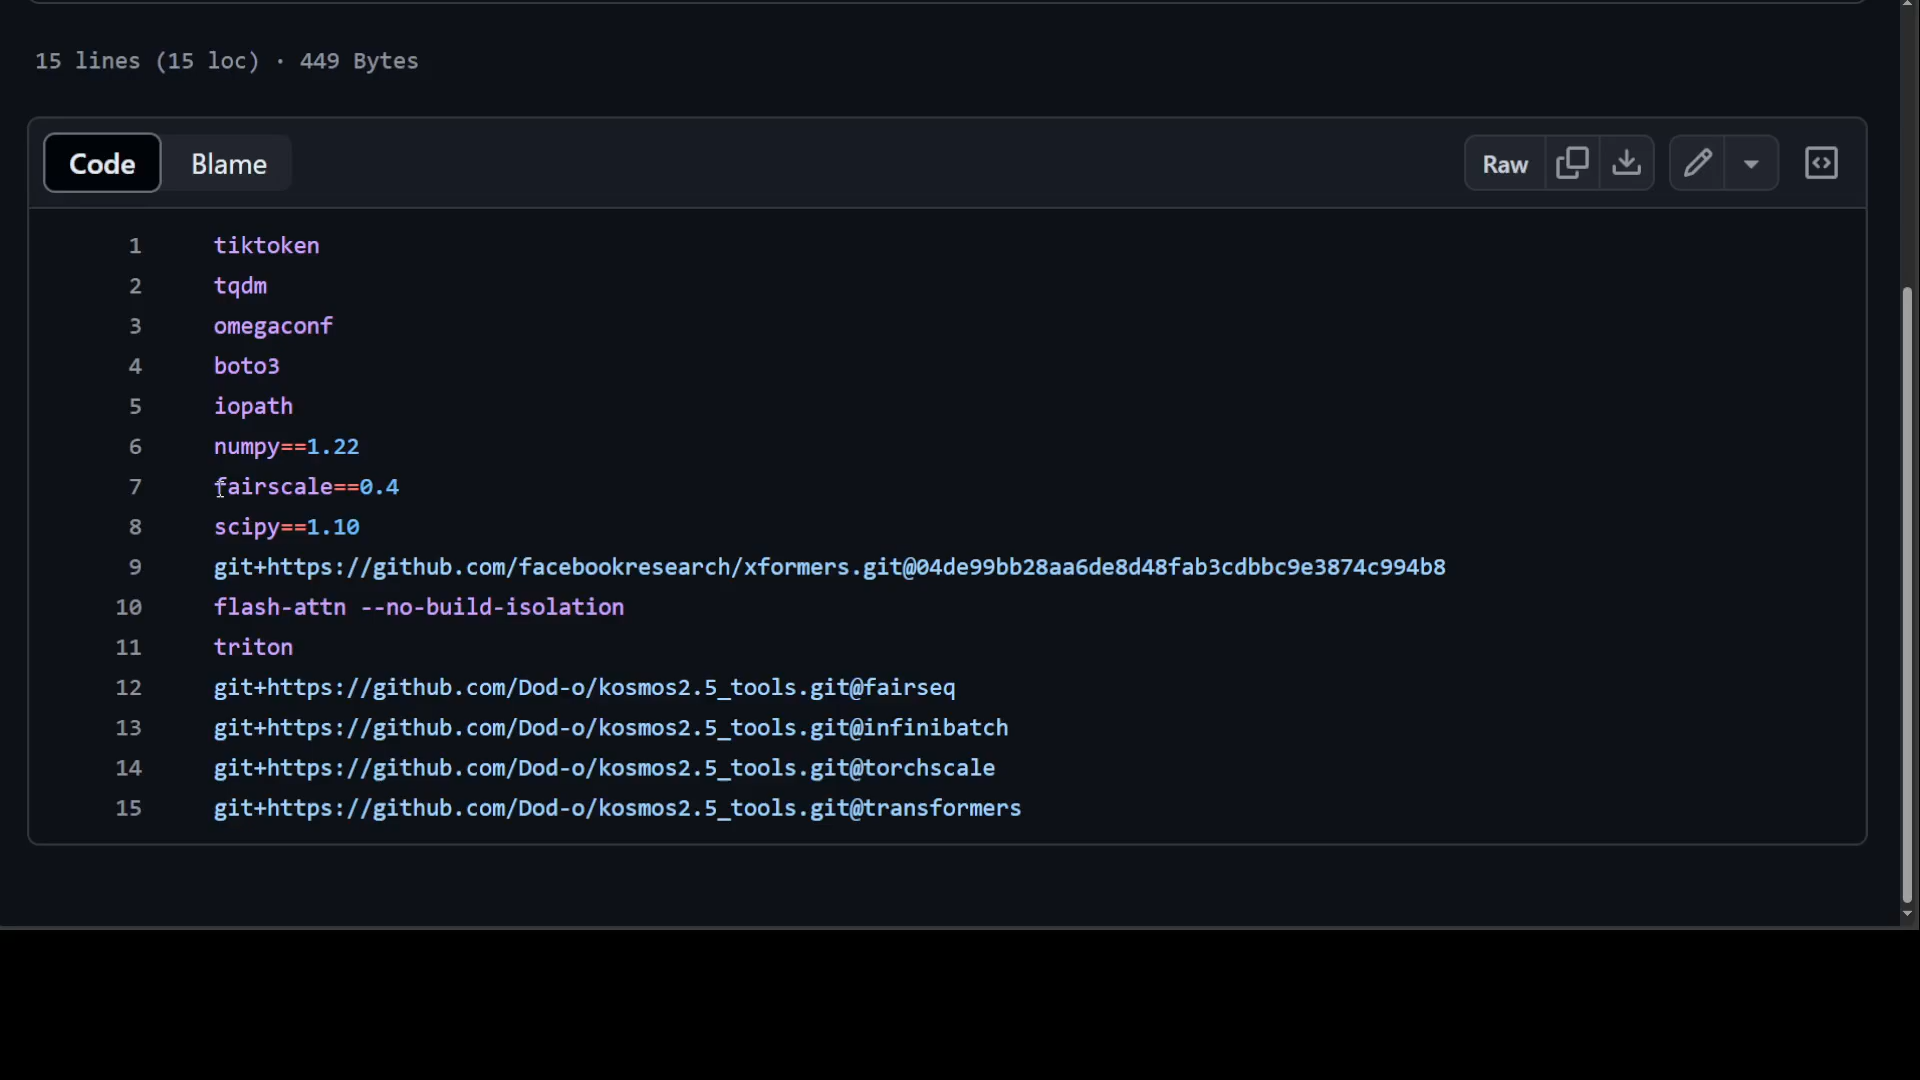 15 lines (15 loc) · 449 Bytes
Code Blame Raw
1 tiktoken
2 tqdm
3 omegaconf
4 boto3
5 iopath
6 numpy==1.22
7 fairscale==0.4
8 scipy==1.10
9 git+https://github.com/facebookresearch/xformers.git@04de99bb28aa6de8d48fab3cdbbc9e3874c994b8
10 flash-attn --no-build-isolation
11 triton
12 git+https://github.com/Dod-o/kosmos2.5_tools.git@fairseq
13 git+https://github.com/Dod-o/kosmos2.5_tools.git@infinibatch
14 git+https://github.com/Dod-o/kosmos2.5_tools.git@torchscale
15 git+https://github.com/Dod-o/kosmos2.5_tools.git@transformers